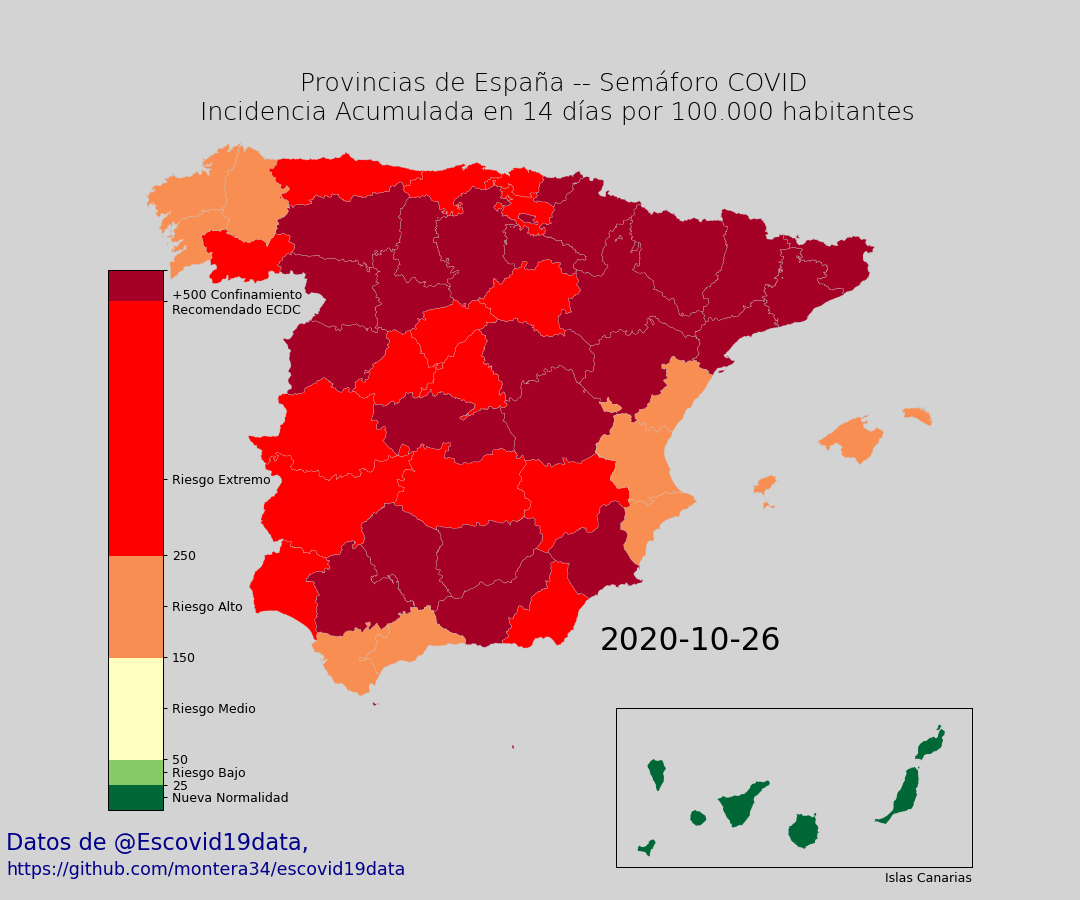 Provincias de España -- Semáforo COVID
Incidencia Acumulada en 14 días por 100.000 habitantes
+500 Confinamiento
Recomendado ECDC
Riesgo Extremo
250
Riesgo Alto
150
Riesgo Medio
50
Riesgo Bajo
25
Nueva Normalidad
2020-10-26
Datos de @Escovid19data,
https://github.com/montera34/escovid19data
Islas Canarias